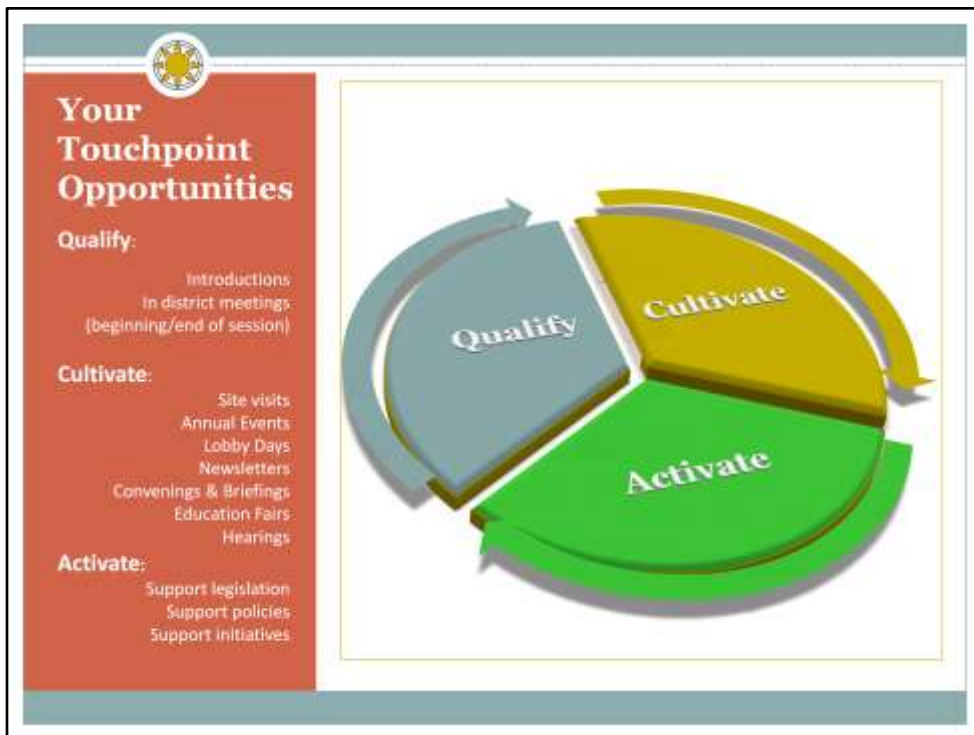 Your
Touchpoint
Opportunities
Qualify:
Introductions
In district meetings
(beginning/end of session)
Cultivate:
Site visits
Annual Events
Lobby Days
Newsletters
Convenings & Briefings
Education Fairs
Hearings
Activate:
Support legislation
Support policies
Support initiatives
Qualify
Cultivate
Activate